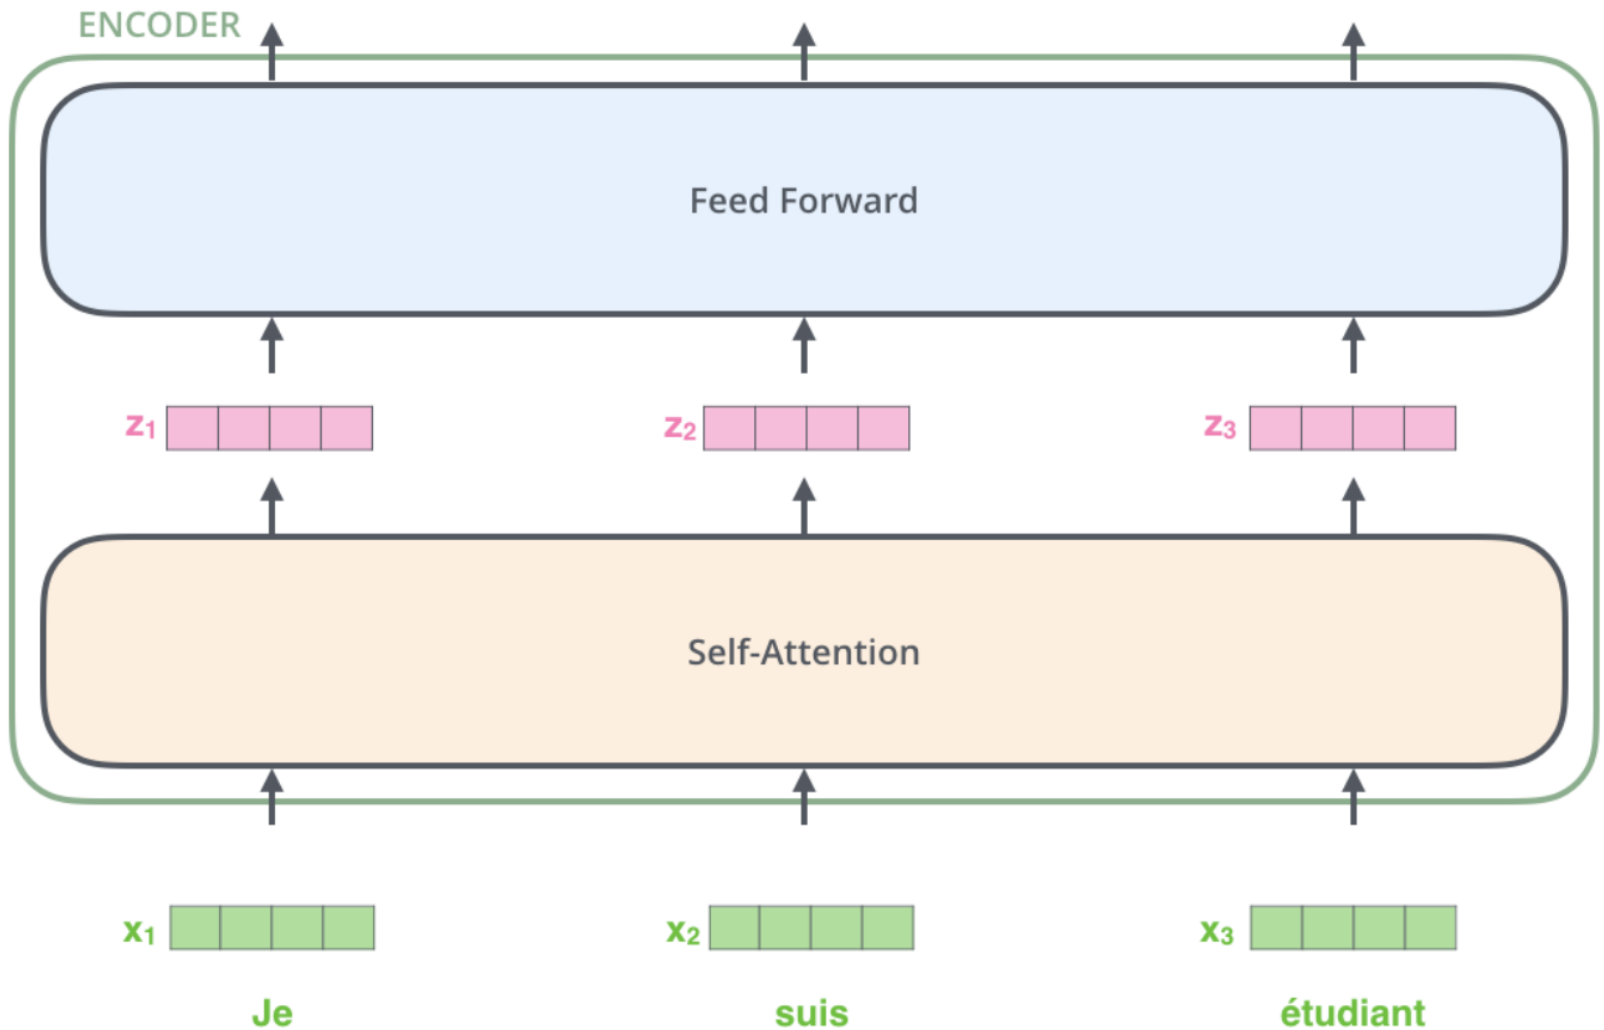 ENCODER
Feed Forward
z₁ z₂ z₃
Self-Attention
x₁ x₂ x₃
Je suis étudiant